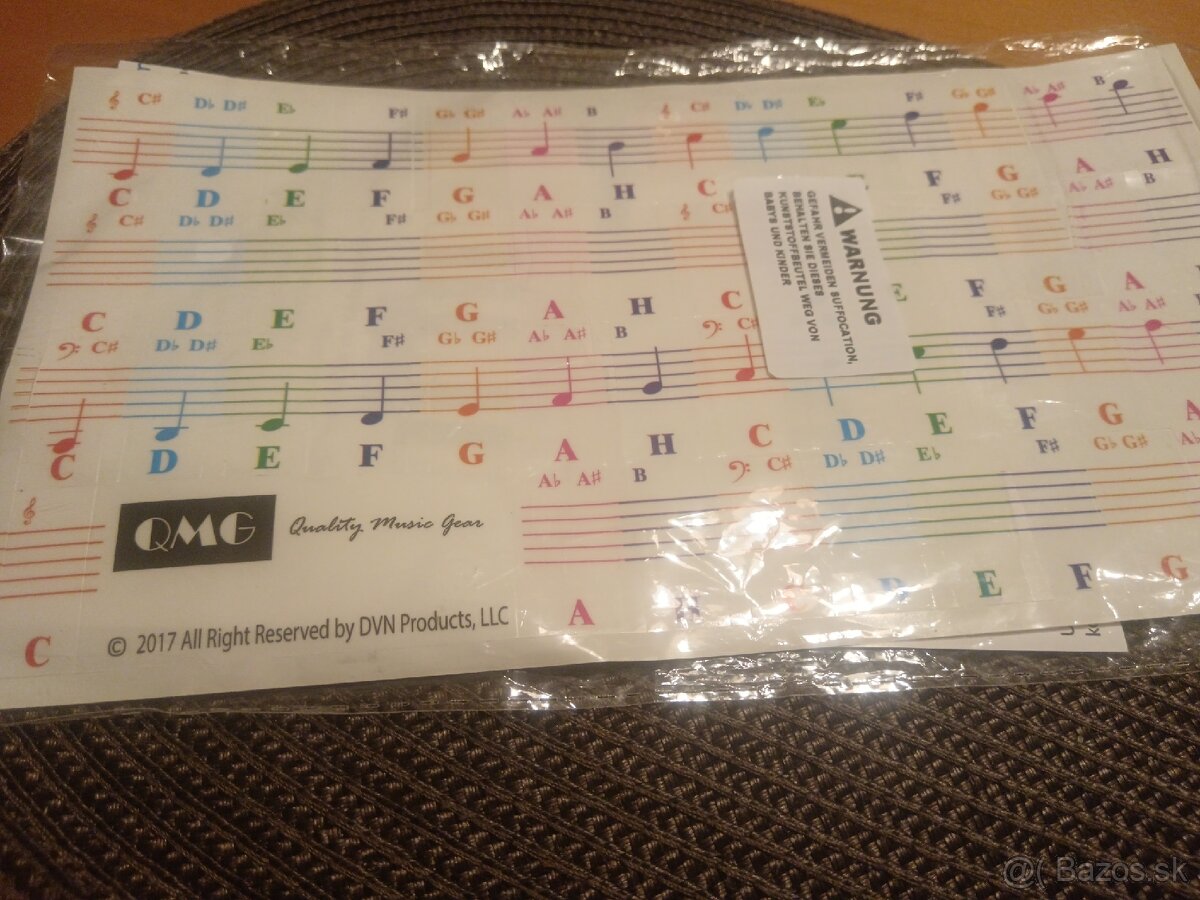 C♯ D♭ D♯ E♭ F♯ G♭ G♯ A♭ A♯ B C♯ D♭ D♯ E♭ F♯ G♭ G♯ A♭ A♯ B
C D E F G A H C F G A H
C♯ D♭ D♯ E♭ F♯ G♭ G♯ A♭ A♯ B F♯ G♭ G♯ A♭ A♯ B
C D E F G A H C E F G A
C♯ D♭ D♯ E♭ F♯ G♭ G♯ A♭ A♯ B F♯ G♭ G♯ A♭ A♯
C D E F G A H C D E F G A
A♭ A♯ B C♯ D♭ D♯ E♭ F♯ G♭ G♯
C A H D E F G
WARNUNG
GEFAHR VERMEIDEN SUFFOCATION,
BEHALTEN SIE DIESES
KUNSTSTOFFBEUTEL WEG VON
BABYS UND KINDER
QMG Quality Music Gear
© 2017 All Right Reserved by DVN Products, LLC
@( Bazos.sk